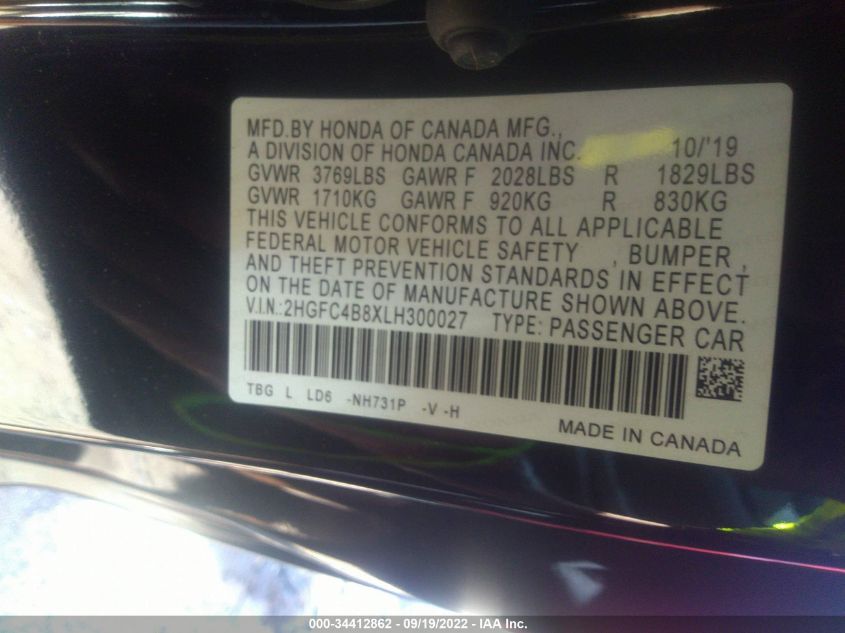 MFD.BY HONDA OF CANADA MFG.,
A DIVISION OF HONDA CANADA INC. 10/'19
GVWR 3769LBS GAWR F 2028LBS R 1829LBS
GVWR 1710KG GAWR F 920KG R 830KG
THIS VEHICLE CONFORMS TO ALL APPLICABLE
FEDERAL MOTOR VEHICLE SAFETY , BUMPER ,
AND THEFT PREVENTION STANDARDS IN EFFECT
ON THE DATE OF MANUFACTURE SHOWN ABOVE.
V.I.N.:2HGFC4B8XLH300027 TYPE: PASSENGER CAR
TBG L LD6 -NH731P -V -H
MADE IN CANADA
000-34412862 - 09/19/2022 - IAA Inc.